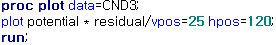 proc plot data=CND3;
plot potential * residual/vpos=25 hpos=120;
run;